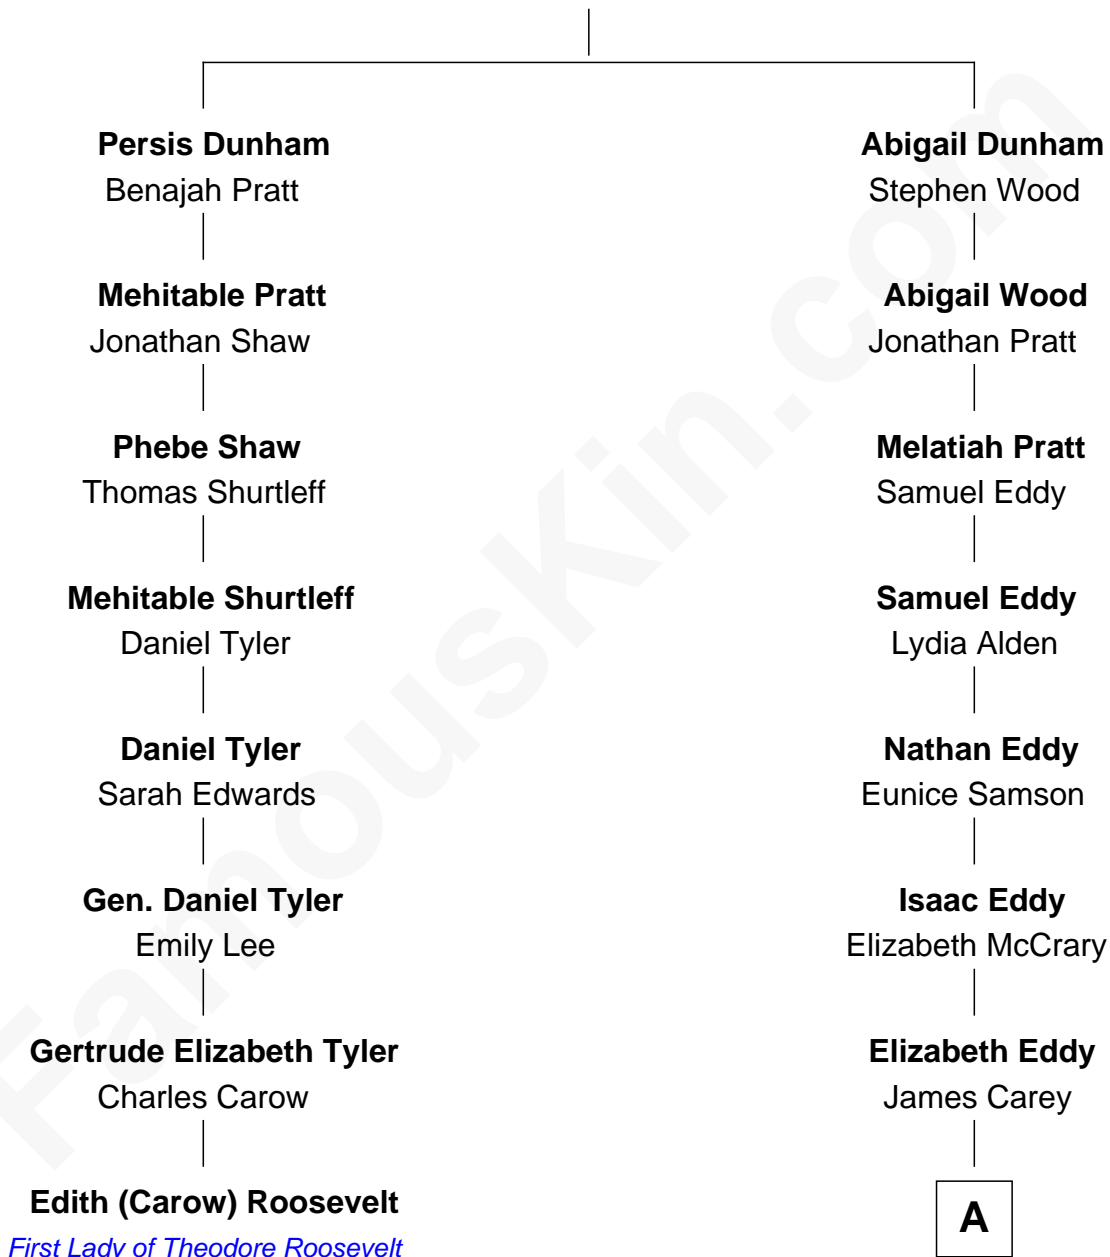 Persis Dunham
Benajah Pratt
Abigail Dunham
Stephen Wood
Mehitable Pratt
Jonathan Shaw
Abigail Wood
Jonathan Pratt
Phebe Shaw
Thomas Shurtleff
Melatiah Pratt
Samuel Eddy
Mehitable Shurtleff
Daniel Tyler
Samuel Eddy
Lydia Alden
Daniel Tyler
Sarah Edwards
Nathan Eddy
Eunice Samson
Gen. Daniel Tyler
Emily Lee
Isaac Eddy
Elizabeth McCrary
Gertrude Elizabeth Tyler
Charles Carow
Elizabeth Eddy
James Carey
Edith (Carow) Roosevelt
First Lady of Theodore Roosevelt
A
FamousKin.com